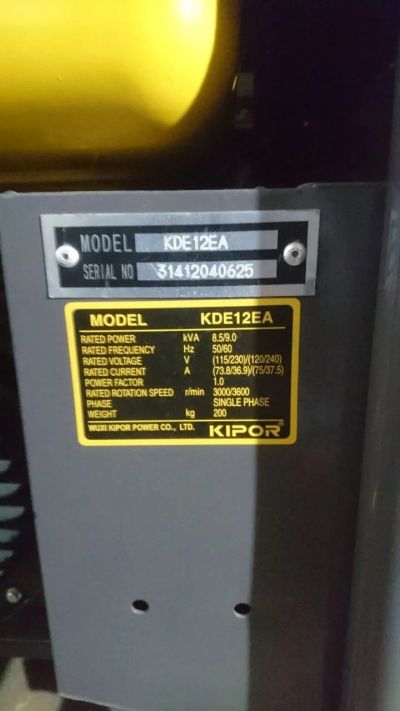 MODEL KDE12EA
SERIAL NO 31412040625
MODEL KDE12EA
RATED POWER kVA 8.5/9.0
RATED FREQUENCY Hz 50/60
RATED VOLTAGE V (115/230)/(120/240)
RATED CURRENT A (73.8/36.9)/(75/37.5)
POWER FACTOR 1.0
RATED ROTATION SPEED r/min 3000/3600
PHASE SINGLE PHASE
WEIGHT kg 200
WUXI KIPOR POWER CO., LTD. KIPOR®